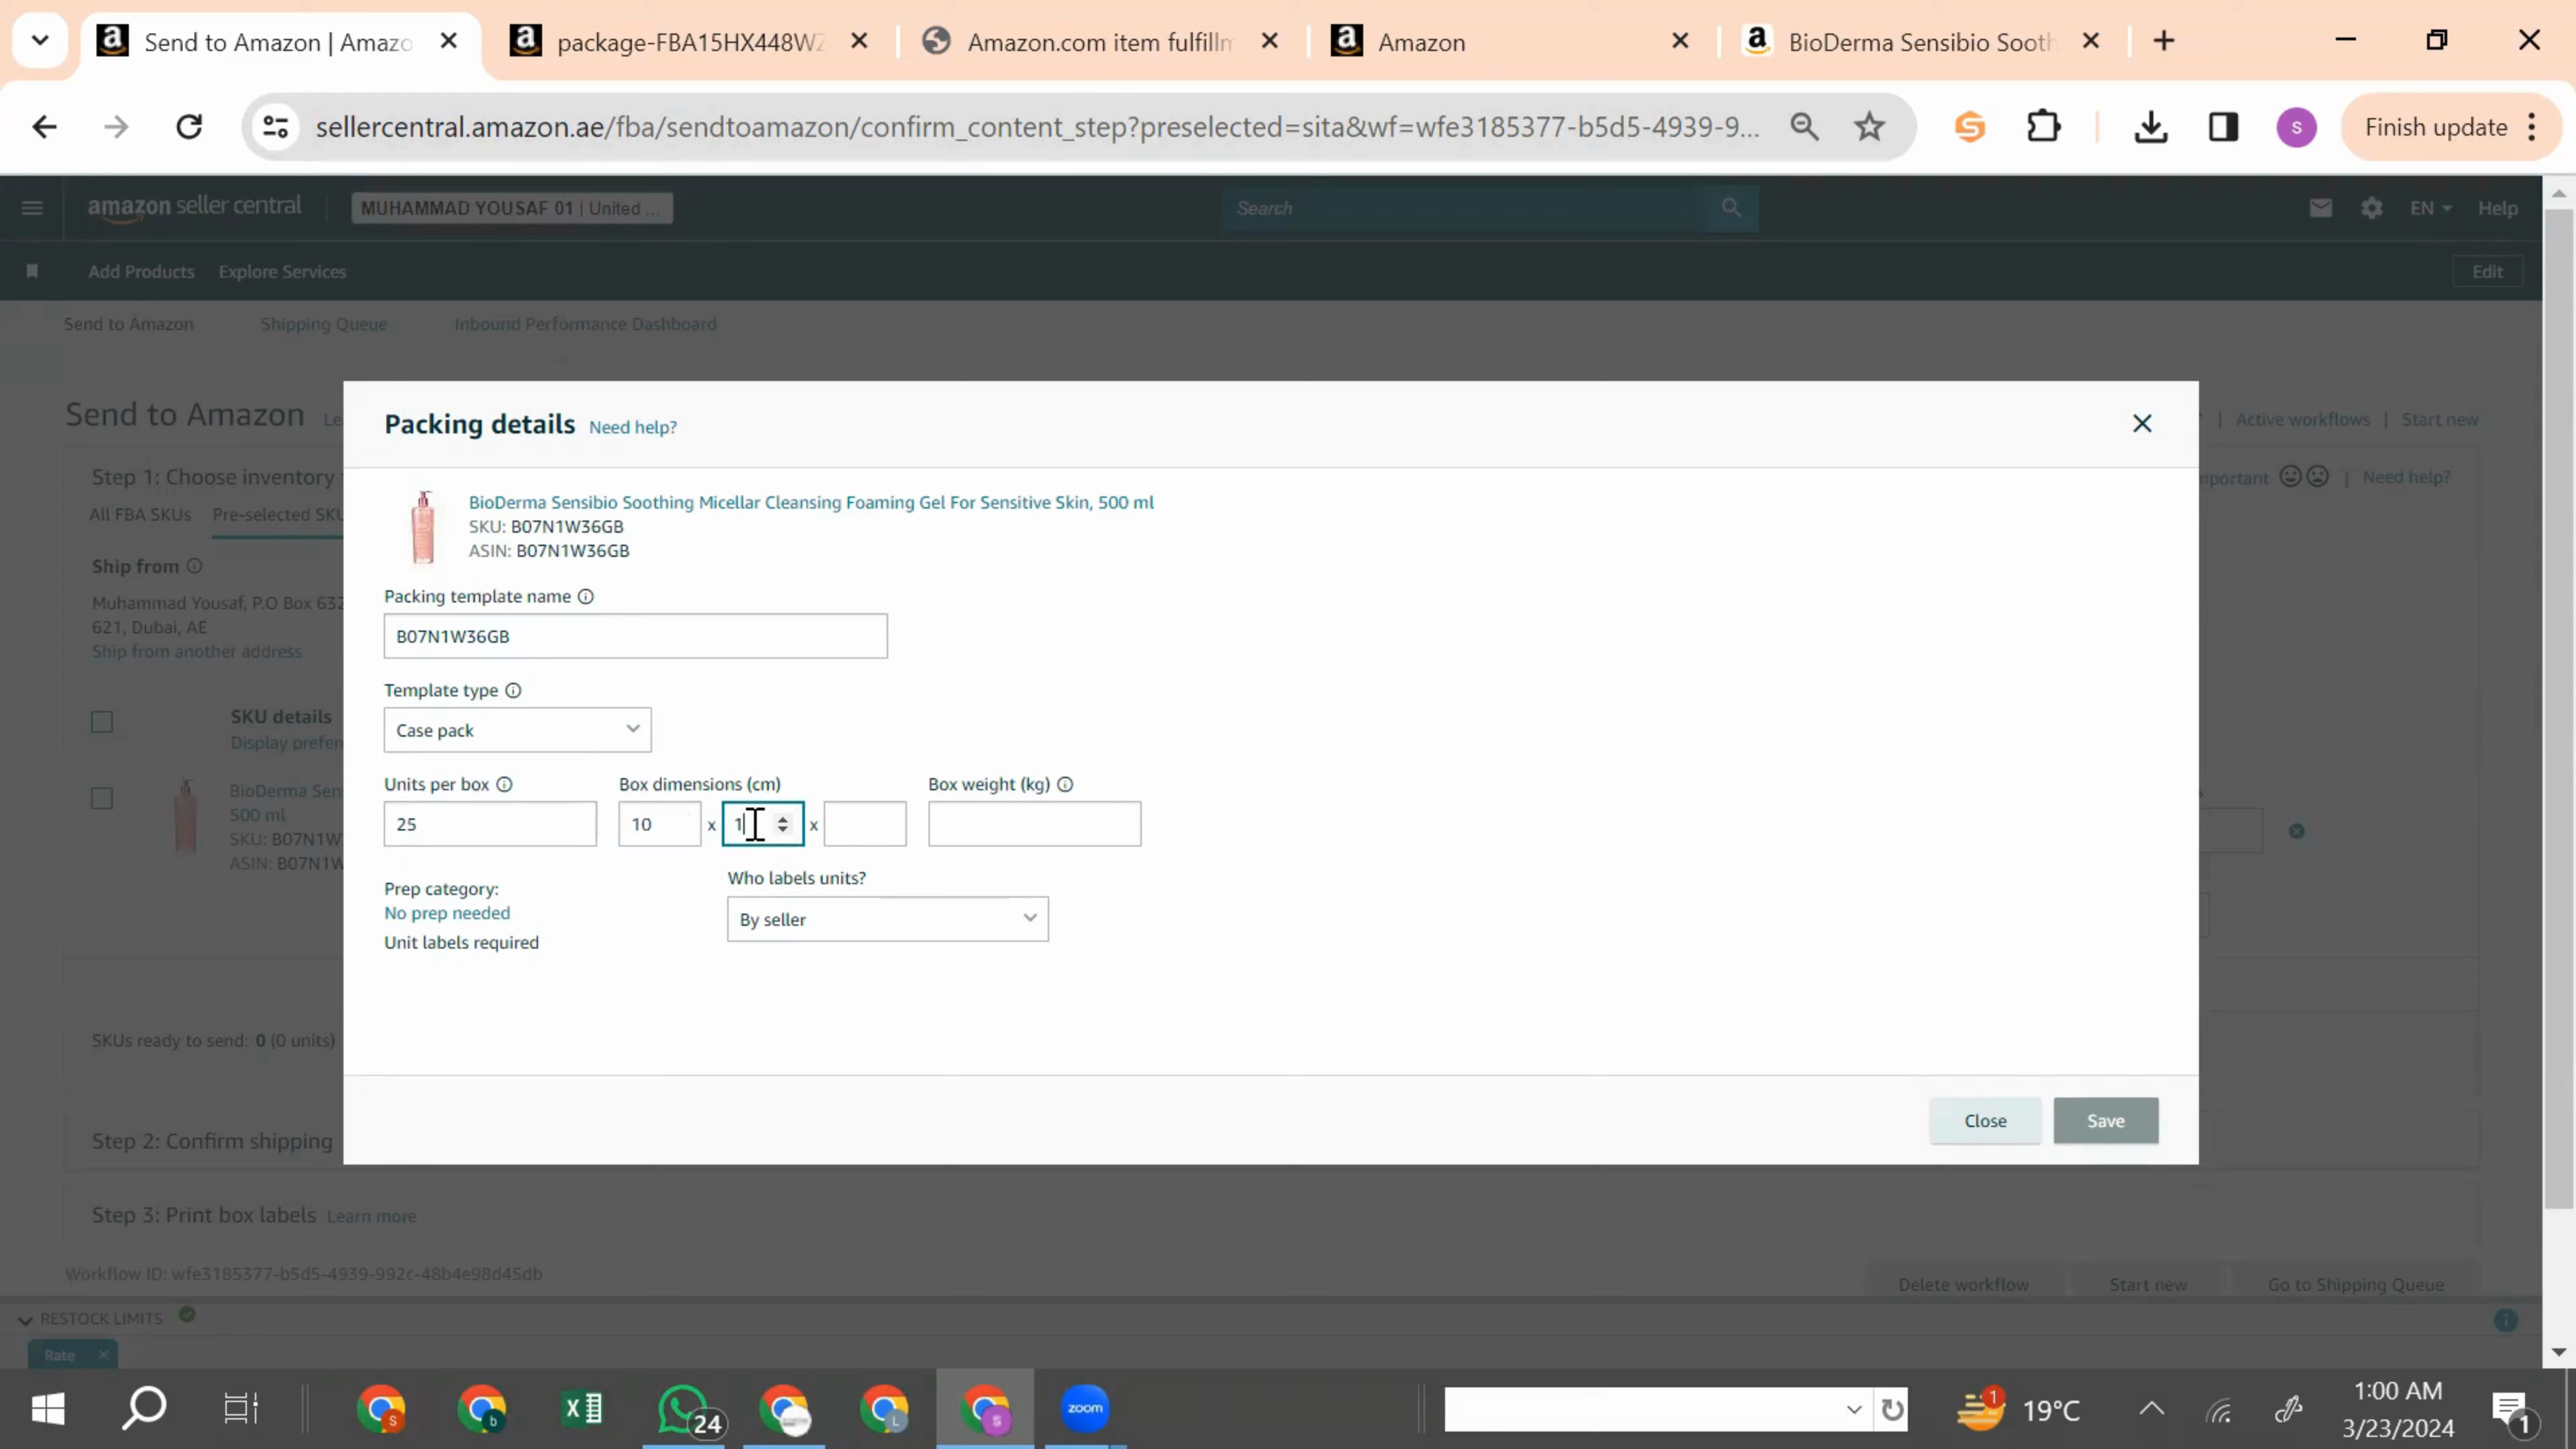 Send to Amazon | Amazo
package-FBA15HX448WZ
Amazon.com item fulfillm
Amazon
BioDerma Sensibio Sooth
sellercentral.amazon.ae/fba/sendtoamazon/confirm_content_step?preselected=sita&wf=wfe3185377-b5d5-4939-9...
S
Finish update
amazon seller central
MUHAMMAD YOUSAF 01 | United ...
Search
EN
Help
Add Products
Explore Services
Edit
Send to Amazon
Shipping Queue
Inbound Performance Dashboard
Send to Amazon Le
Active workflows | Start new
Step 1: Choose inventory
mportant
| Need help?
All FBA SKUs
Pre-selected SKU
Ship from
Muhammad Yousaf, P.O Box 632
621, Dubai, AE
Ship from another address
SKU details
Display prefer
BioDerma Sen
500 ml
SKU: B07N1W
ASIN: B07N1W
SKUs ready to send: 0 (0 units)
Packing details Need help?
BioDerma Sensibio Soothing Micellar Cleansing Foaming Gel For Sensitive Skin, 500 ml
SKU: B07N1W36GB
ASIN: B07N1W36GB
Packing template name
B07N1W36GB
Template type
Case pack
Units per box
Box dimensions (cm)
Box weight (kg)
25
10 x 1 x
Prep category:
No prep needed
Unit labels required
Who labels units?
By seller
Close
Save
Step 2: Confirm shipping
Step 3: Print box labels Learn more
Workflow ID: wfe3185377-b5d5-4939-992c-48b4e98d45db
Delete workflow
Start new
Go to Shipping Queue
RESTOCK LIMITS
Rate
S
b
24
L
S
zoom
1
19°C
1:00 AM
3/23/2024
1